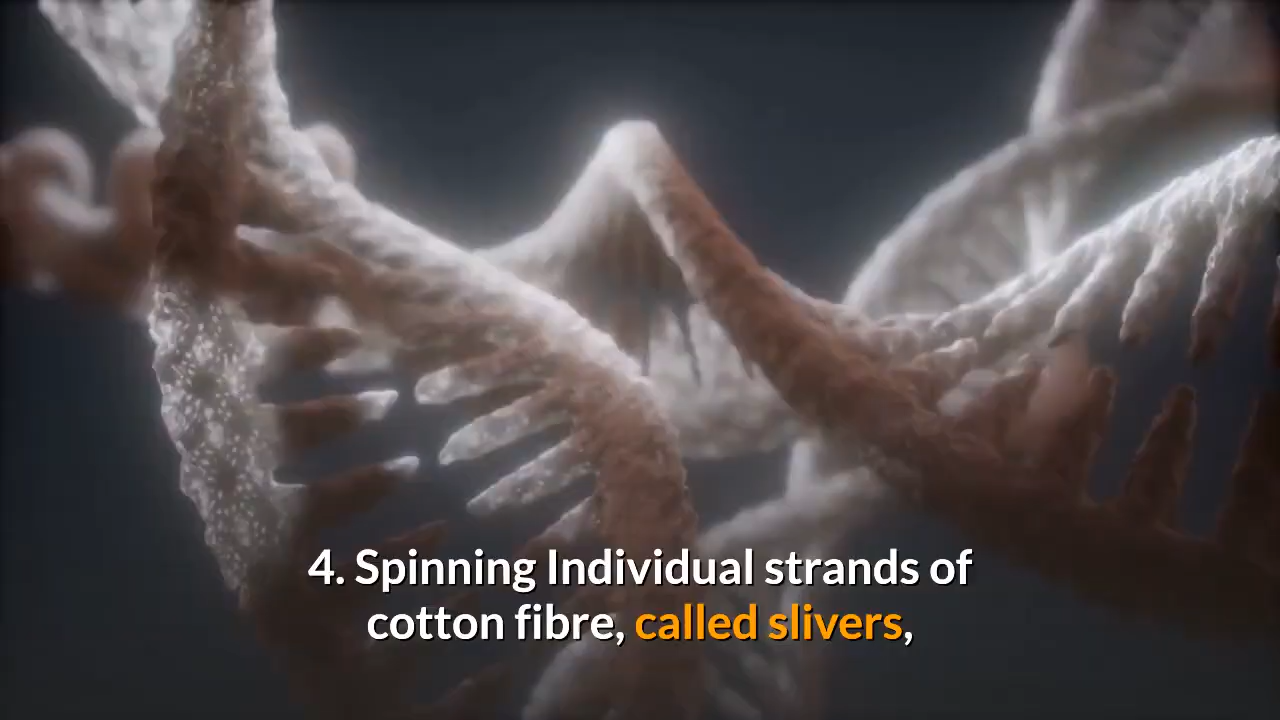 4. Spinning Individual strands of
cotton fibre, called slivers,